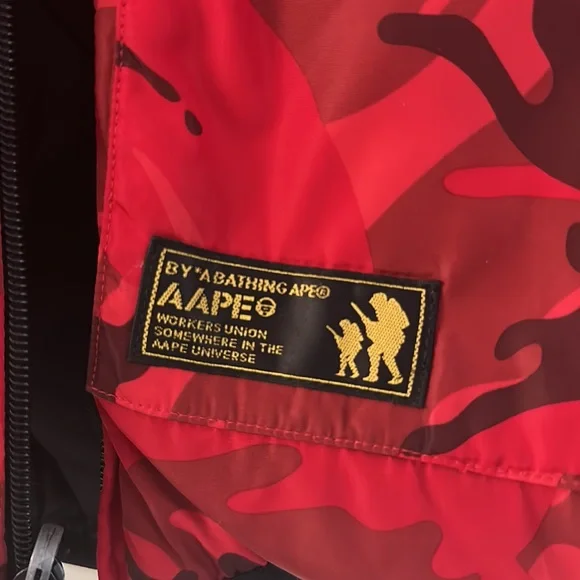 BY *A BATHING APE®
AAPE
WORKERS UNION
SOMEWHERE IN THE
AAPE UNIVERSE